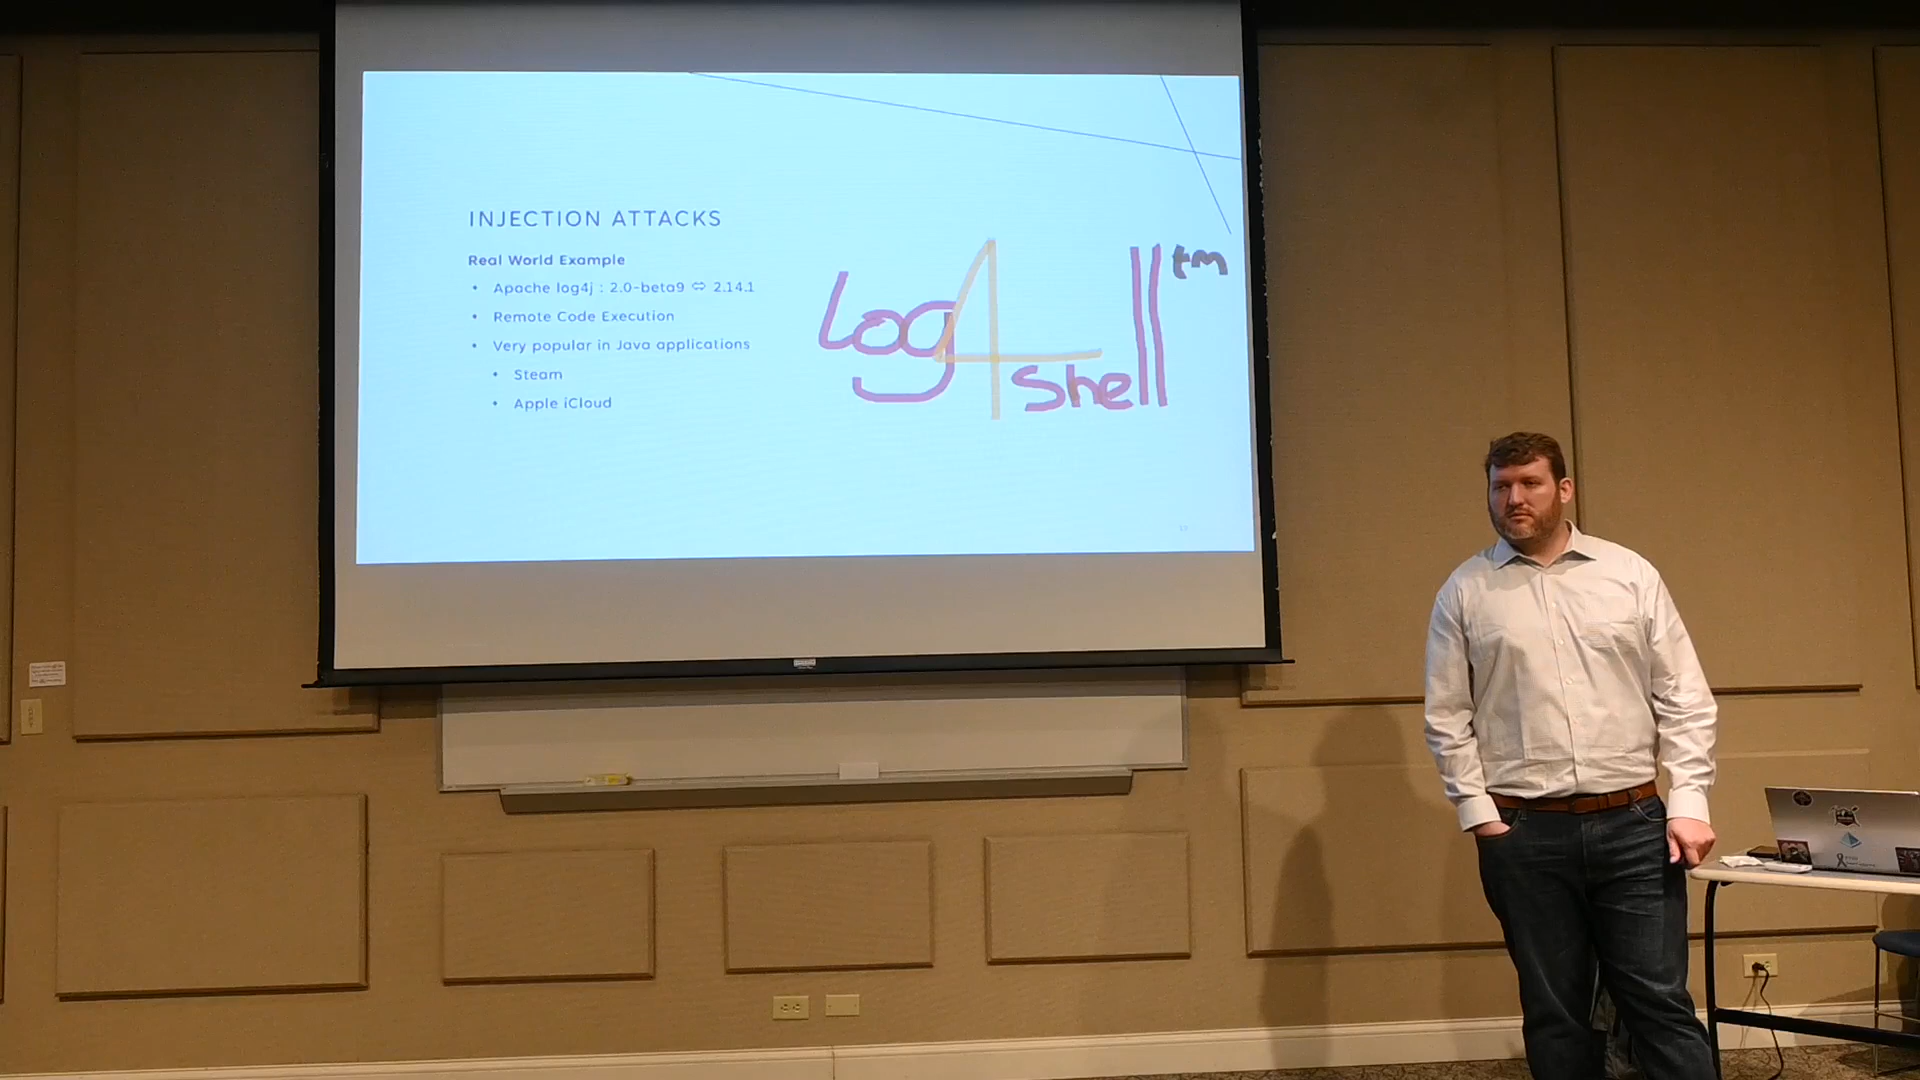 INJECTION ATTACKS
Real World Example
• Apache log4j : 2.0-beta9 ⇔ 2.14.1
• Remote Code Execution
• Very popular in Java applications
• Steam
• Apple iCloud
log4shell tm